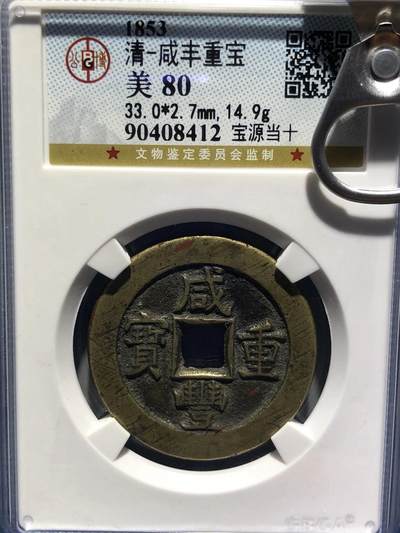 1853
清-咸丰重宝
美 80
33.0*2.7mm,14.9g
90408412 宝源当十
★ 文物鉴定委员会监制 ★
咸
寶 重
豐